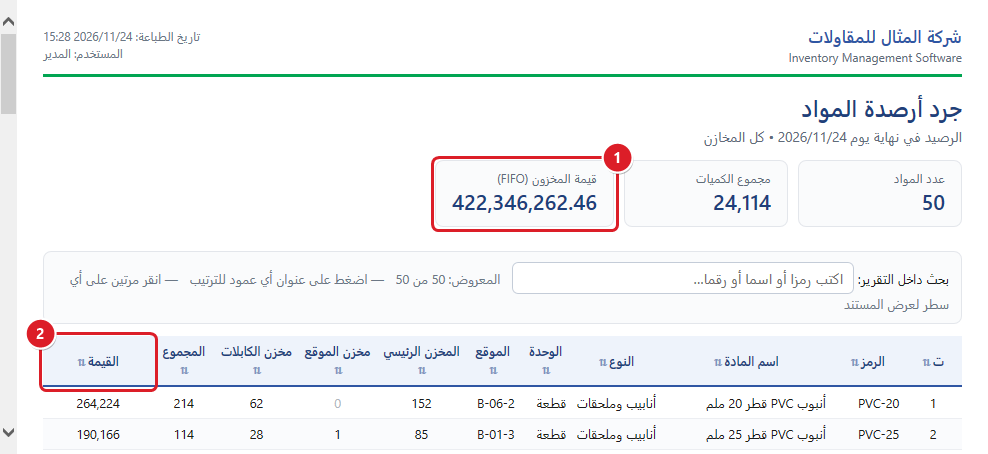 شركة المثال للمقاولات
Inventory Management Software
تاريخ الطباعة: 2026/11/24 15:28
المستخدم: المدير
جرد أرصدة المواد
الرصيد في نهاية يوم 2026/11/24 • كل المخازن
عدد المواد
50
مجموع الكميات
24,114
1
قيمة المخزون (FIFO)
422,346,262.46
بحث داخل التقرير: اكتب رمزا أو اسما أو رقما... المعروض: 50 من 50 — اضغط على عنوان أي عمود للترتيب — انقر مرتين على أي
سطر لعرض المستند
2
ت الرمز اسم المادة النوع الوحدة الموقع المخزن الرئيسي مخزن الموقع مخزن الكابلات المجموع القيمة
1 PVC-20 أنبوب PVC قطر 20 ملم أنابيب وملحقات قطعة B-06-2 152 0 62 214 264,224
2 PVC-25 أنبوب PVC قطر 25 ملم أنابيب وملحقات قطعة B-01-3 85 1 28 114 190,166